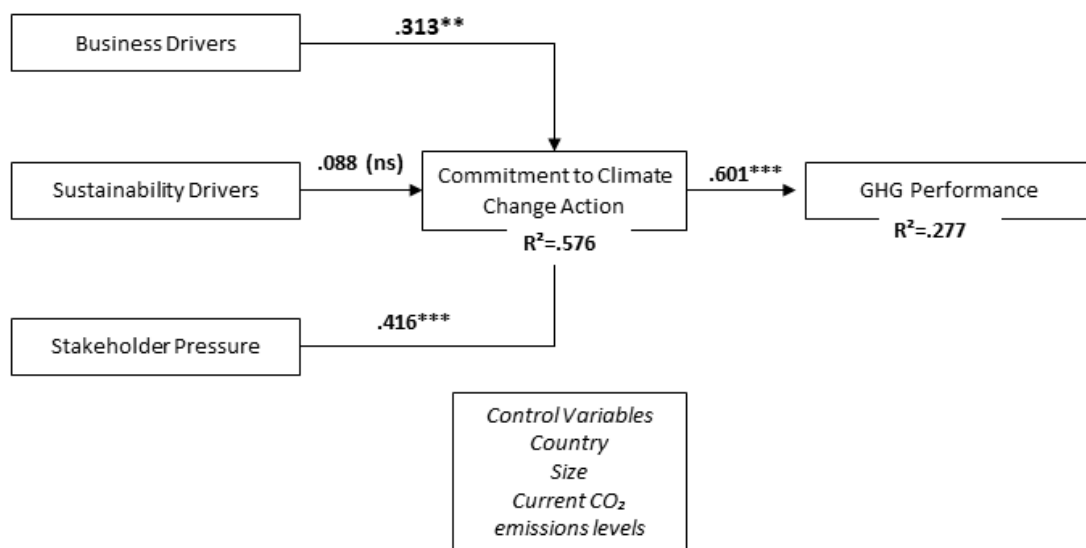 .313**
Business Drivers
.088 (ns)
Sustainability Drivers
Commitment to Climate
Change Action
R²=.576
.601***
GHG Performance
R²=.277
.416***
Stakeholder Pressure
Control Variables
Country
Size
Current CO₂
emissions levels